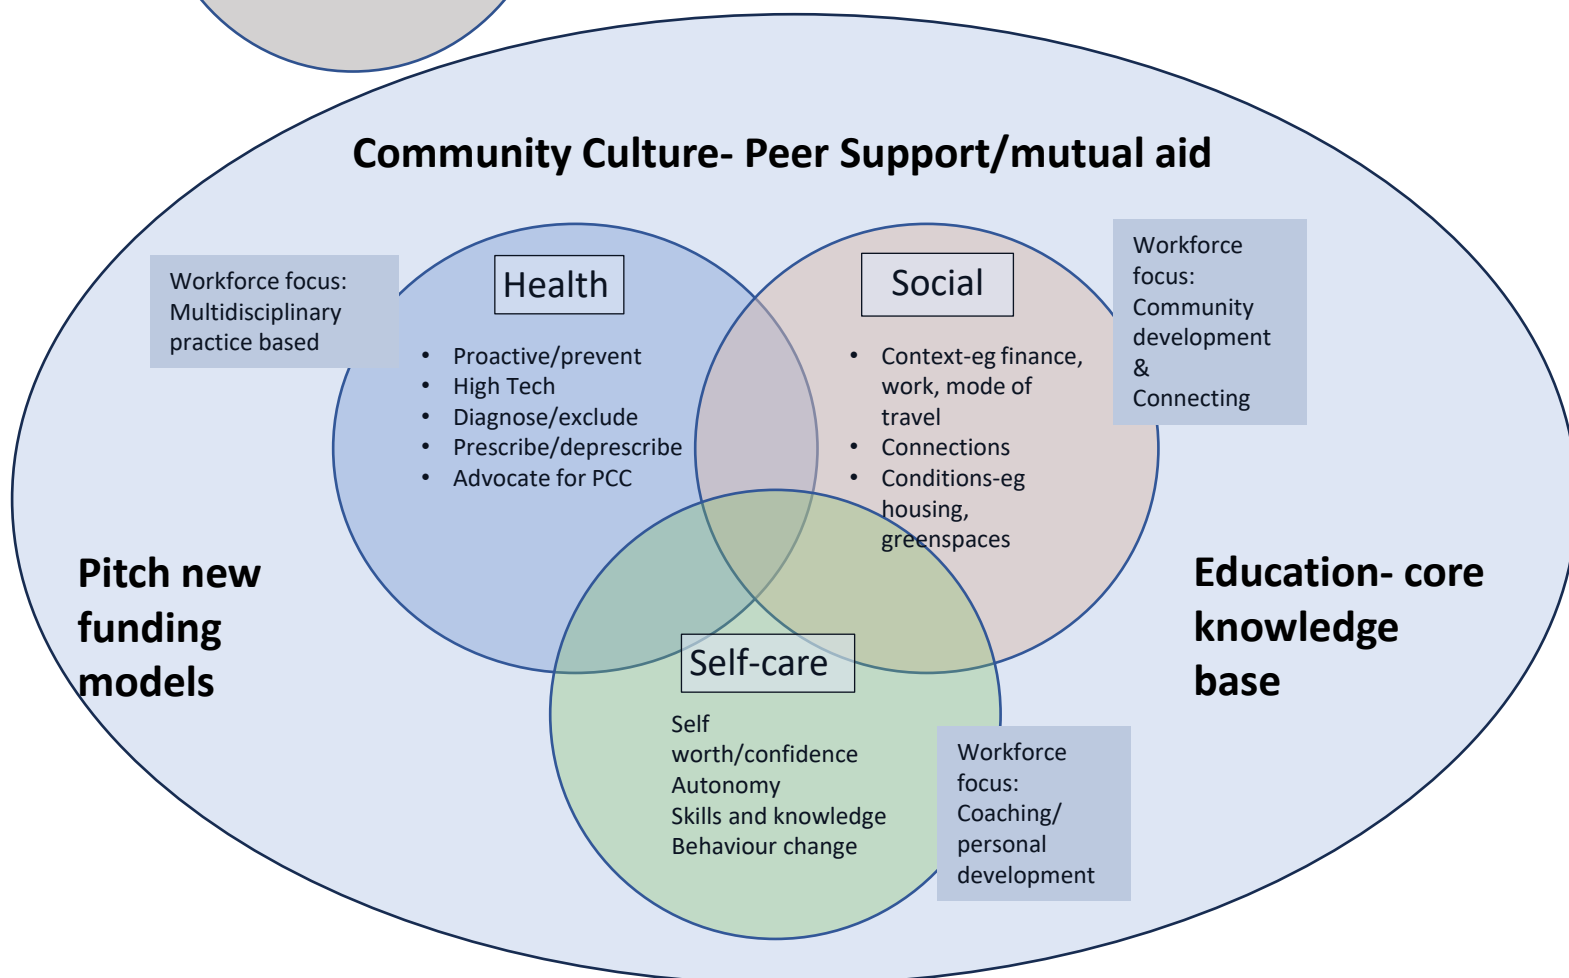 Community Culture- Peer Support/mutual aid
Workforce focus:
Multidisciplinary
practice based
Health
• Proactive/prevent
• High Tech
• Diagnose/exclude
• Prescribe/deprescribe
• Advocate for PCC
Social
• Context-eg finance,
work, mode of
travel
• Connections
• Conditions-eg
housing,
greenspaces
Workforce
focus:
Community
development
&
Connecting
Pitch new
funding
models
Education- core
knowledge
base
Self-care
Self
worth/confidence
Autonomy
Skills and knowledge
Behaviour change
Workforce
focus:
Coaching/
personal
development